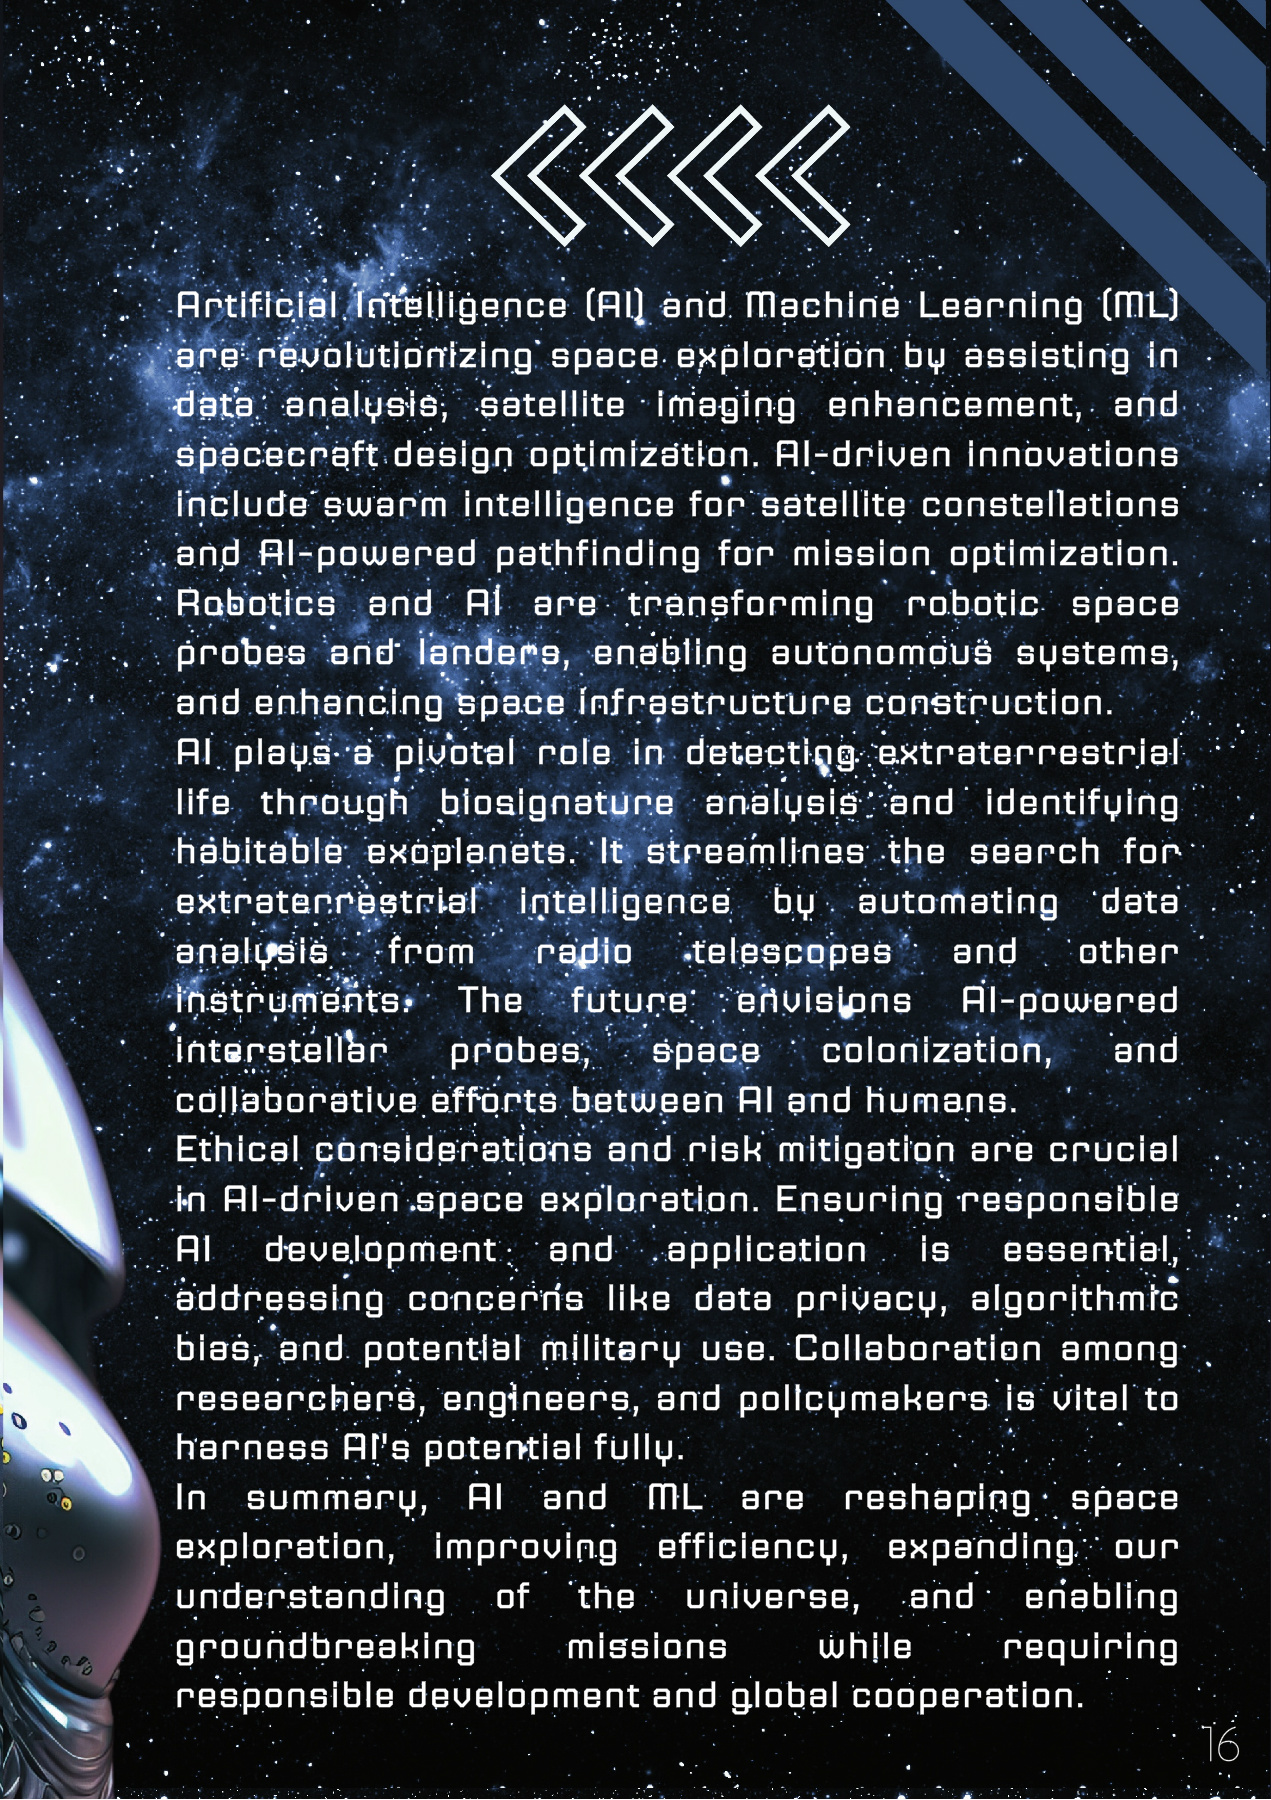 Artificial Intelligence (AI) and Machine Learning (ML)
are revolutionizing space exploration by assisting in
data analysis, satellite imaging enhancement, and
spacecraft design optimization. AI-driven innovations
include swarm intelligence for satellite constellations
and AI-powered pathfinding for mission optimization.
Robotics and AI are transforming robotic space
probes and landers, enabling autonomous systems,
and enhancing space infrastructure construction.
AI plays a pivotal role in detecting extraterrestrial
life through biosignature analysis and identifying
habitable exoplanets. It streamlines the search for
extraterrestrial intelligence by automating data
analysis from radio telescopes and other
instruments. The future envisions AI-powered
interstellar probes, space colonization, and
collaborative efforts between AI and humans.
Ethical considerations and risk mitigation are crucial
in AI-driven space exploration. Ensuring responsible
AI development and application is essential,
addressing concerns like data privacy, algorithmic
bias, and potential military use. Collaboration among
researchers, engineers, and policymakers is vital to
harness AI's potential fully.
In summary, AI and ML are reshaping space
exploration, improving efficiency, expanding our
understanding of the universe, and enabling
groundbreaking missions while requiring
responsible development and global cooperation.
16